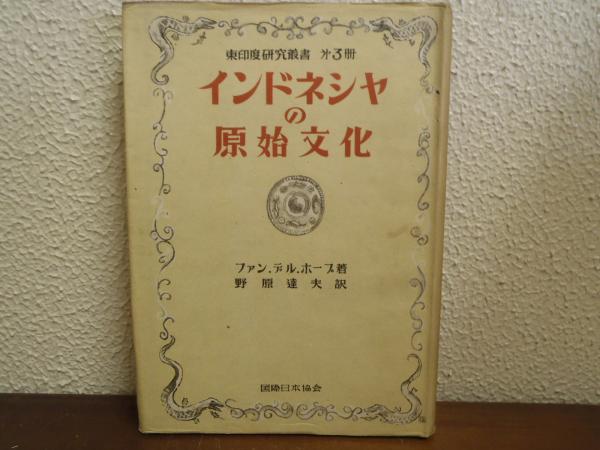 東印度研究叢書 第3冊
インドネシヤ
の
原始文化
ファン.デル.ホープ著
野原達夫訳
国際日本協会